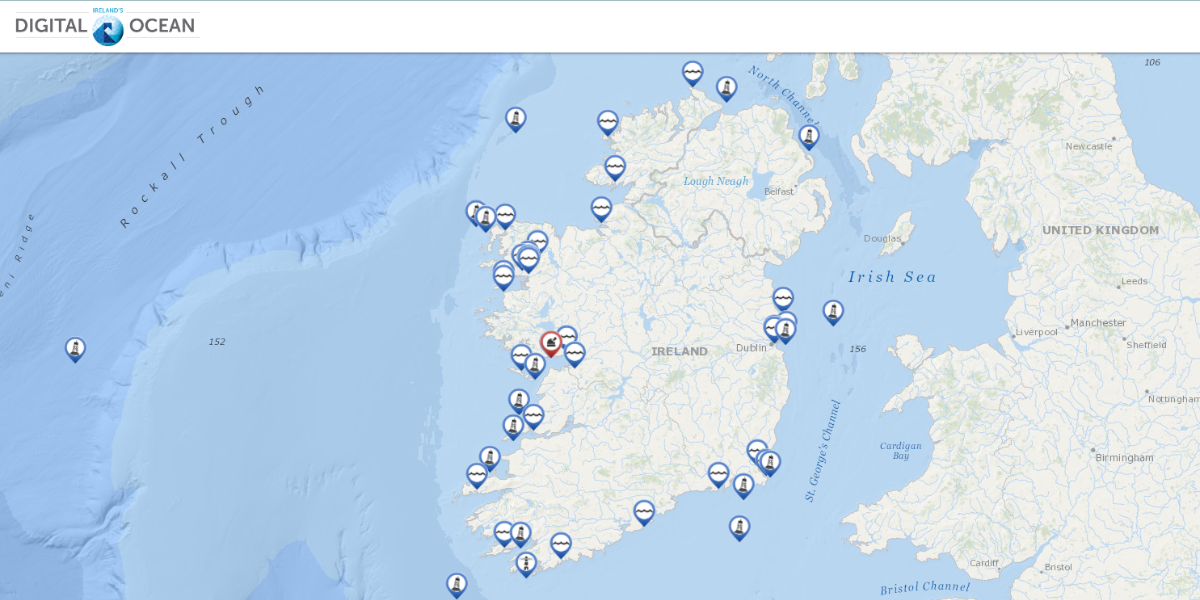 IRELAND'S
DIGITAL OCEAN
106
North Channel
Rockall Trough
Newcastle
Lough Neagh
Belfast
UNITED KINGDOM
Douglas
eni Ridge
Irish Sea
Leeds
Manchester
Liverpool
Sheffield
152
IRELAND
Dublin
156
Nottingham
St. George's Channel
Cardigan
Bay
Birmingham
Cardiff
Bristol
Bristol Channel